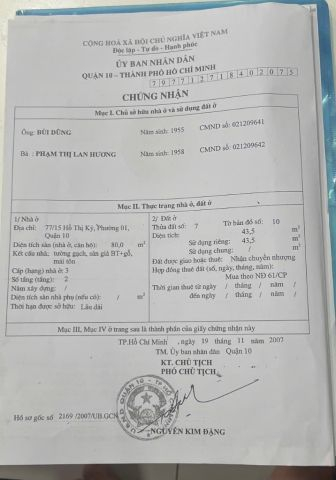 CỘNG HOÀ XÃ HỘI CHỦ NGHĨA VIỆT NAM
Độc lập - Tự do - Hạnh phúc
ỦY BAN NHÂN DÂN
QUẬN 10 – THÀNH PHỐ HỒ CHÍ MINH
79772718402075
CHỨNG NHẬN
Mục I. Chủ sở hữu nhà ở và sử dụng đất ở
Ông: BÙI DŨNG Năm sinh: 1955 CMND số: 021209641
Bà : PHẠM THỊ LAN HƯƠNG Năm sinh: 1958 CMND số: 021209642
Mục II. Thực trạng nhà ở, đất ở
1/ Nhà ở
Địa chỉ: 77/15 Hồ Thị Kỷ, Phường 01,
Quận 10
Diện tích sàn (nhà ở, căn hộ): 80,0 m²
Kết cấu nhà: tường gạch, sàn BT+gỗ,
mái tôn
Cấp (hạng) nhà: 3
Số tầng (tầng): 2
Năm xây dựng: /
Diện tích sàn nhà phụ (nếu có): / m²
Thời hạn được sở hữu: Lâu dài
2/ Đất ở
Thửa đất số: 7 Tờ bản đồ số: 10
Diện tích: 43,5 m²
Sử dụng riêng: 43,5 m²
Sử dụng chung: / m²
Đất được giao hoặc thuê: Nhận chuyển nhượng
Hợp đồng thuê đất (số, ngày, tháng, năm):
Mua theo NĐ 61/CP
Thời gian thuê từ ngày / tháng / năm /
đến ngày / tháng / năm /
Mục III, Mục IV ở trang sau là thành phần của giấy chứng nhận này
TP.Hồ Chí Minh , ngày 19 tháng 11 năm 2007
TM. Ủy ban nhân dân Quận 10
KT. CHỦ TỊCH
PHÓ CHỦ TỊCH
Hồ sơ gốc số 2169 /2007/UB.GCN
NGUYỄN KIM ĐẶNG